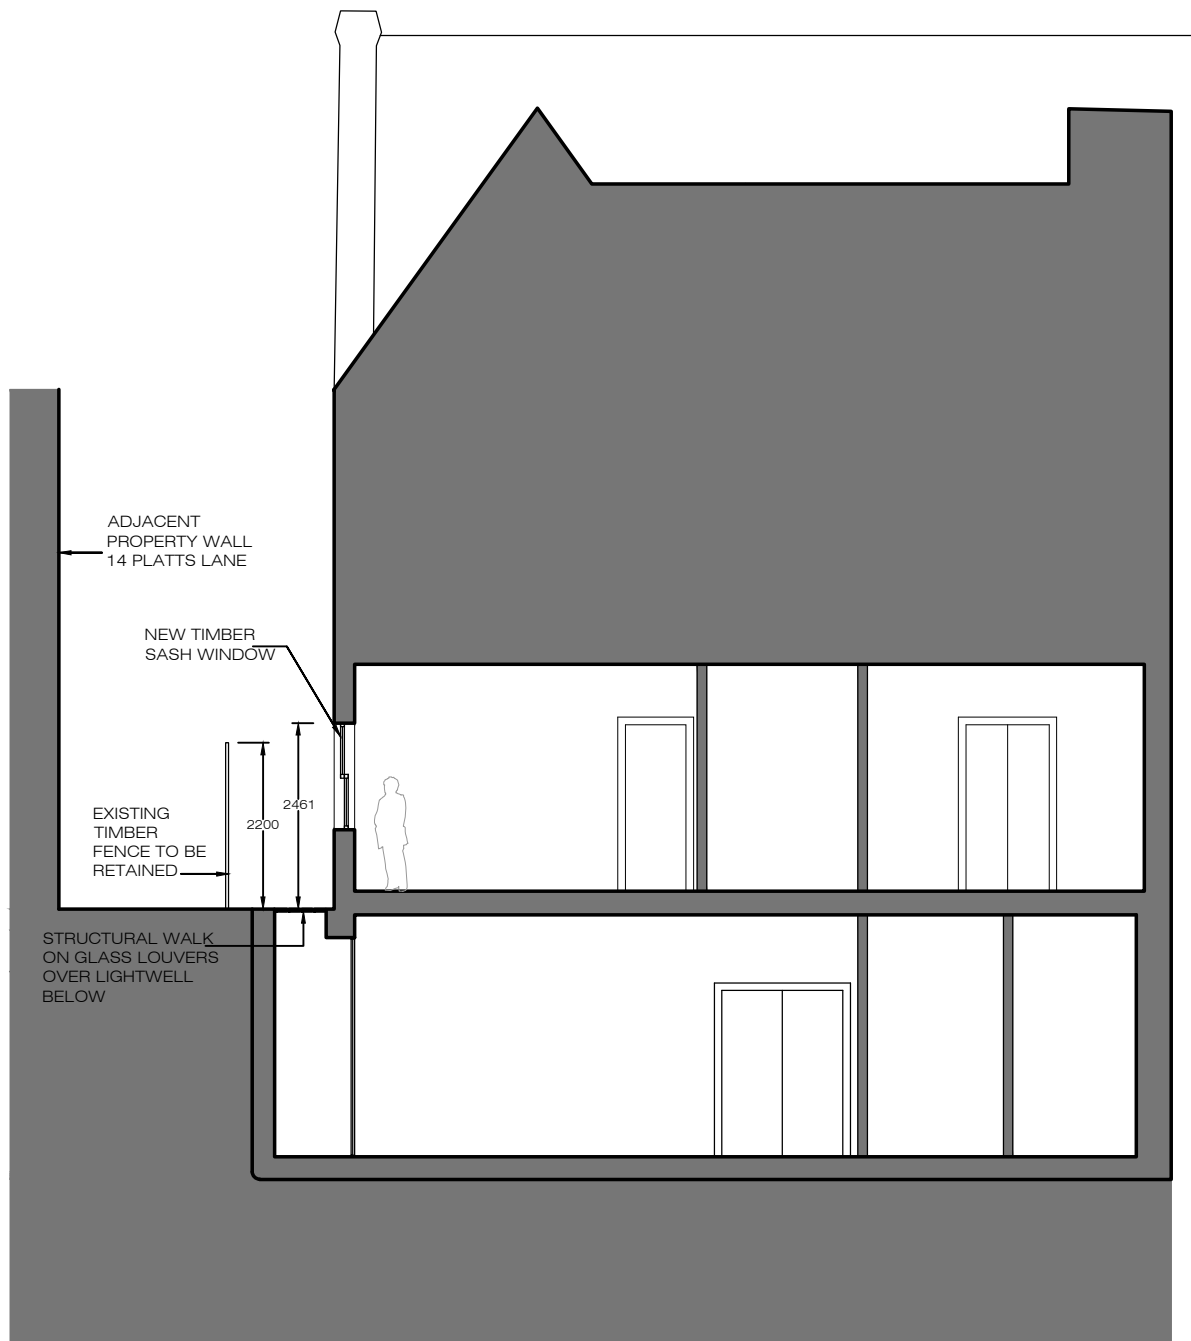 ADJACENT
PROPERTY WALL
14 PLATTS LANE
NEW TIMBER
SASH WINDOW
2461
2200
EXISTING
TIMBER
FENCE TO BE
RETAINED
STRUCTURAL WALK
ON GLASS LOUVERS
OVER LIGHTWELL
BELOW